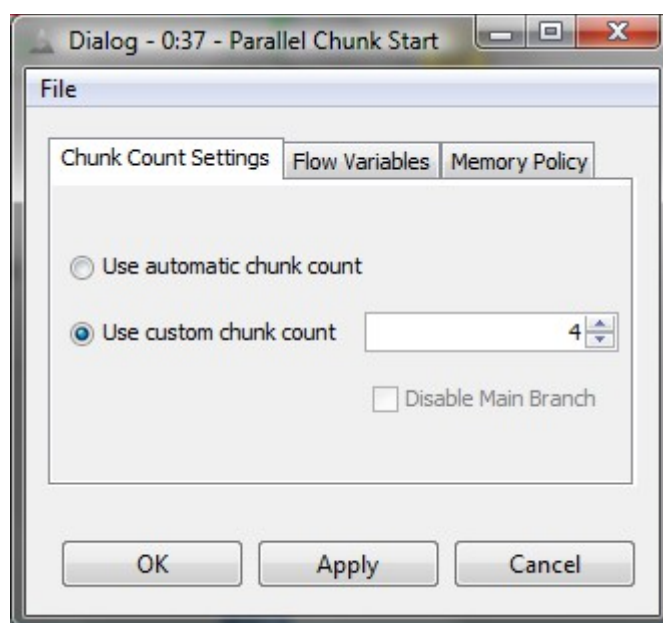 Dialog - 0:37 - Parallel Chunk Start
File
Chunk Count Settings Flow Variables Memory Policy
Use automatic chunk count
Use custom chunk count 4
Disable Main Branch
OK Apply Cancel